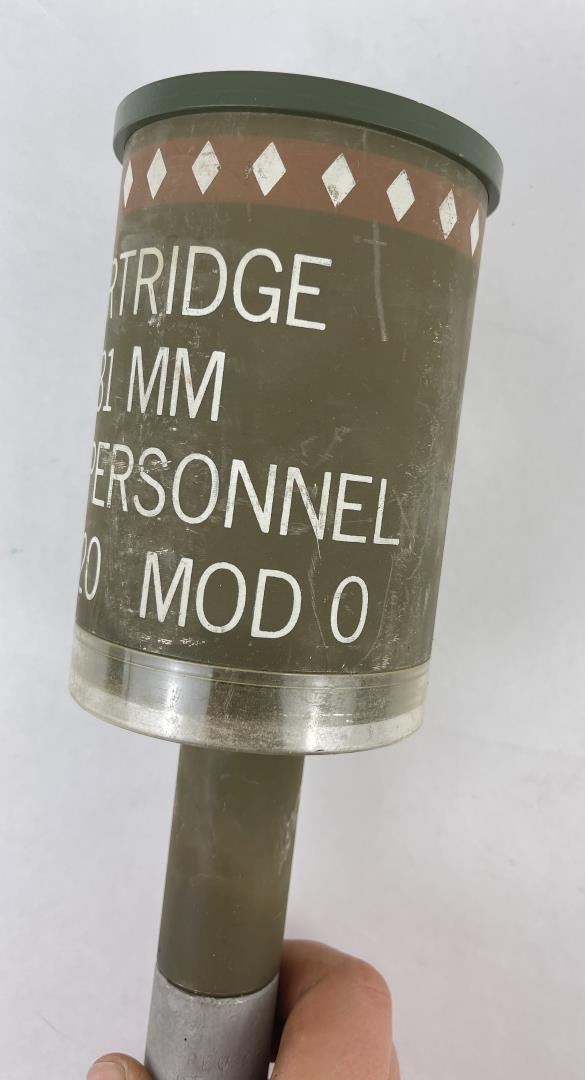 RTRIDGE
81 MM
PERSONNEL
20 MOD 0